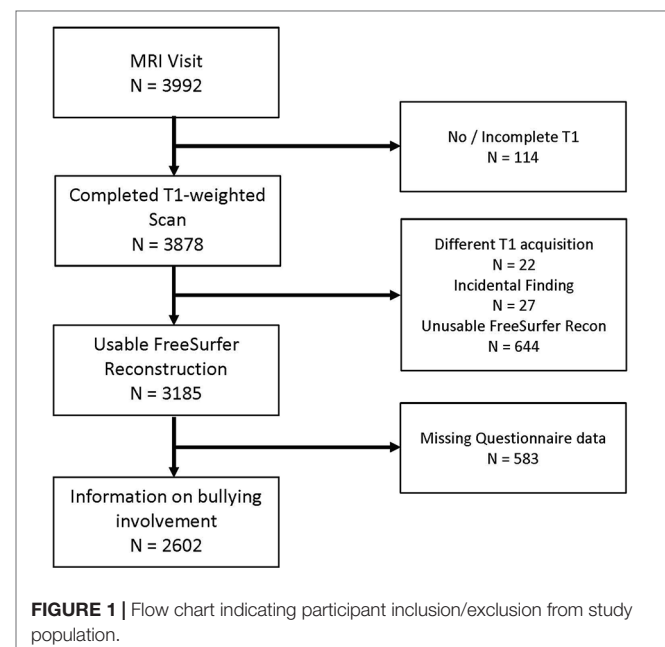 MRI Visit
N = 3992
No / Incomplete T1
N = 114
Completed T1-weighted
Scan
N = 3878
Different T1 acquisition
N = 22
Incidental Finding
N = 27
Unusable FreeSurfer Recon
N = 644
Usable FreeSurfer
Reconstruction
N = 3185
Missing Questionnaire data
N = 583
Information on bullying
involvement
N = 2602
FIGURE 1 | Flow chart indicating participant inclusion/exclusion from study
population.